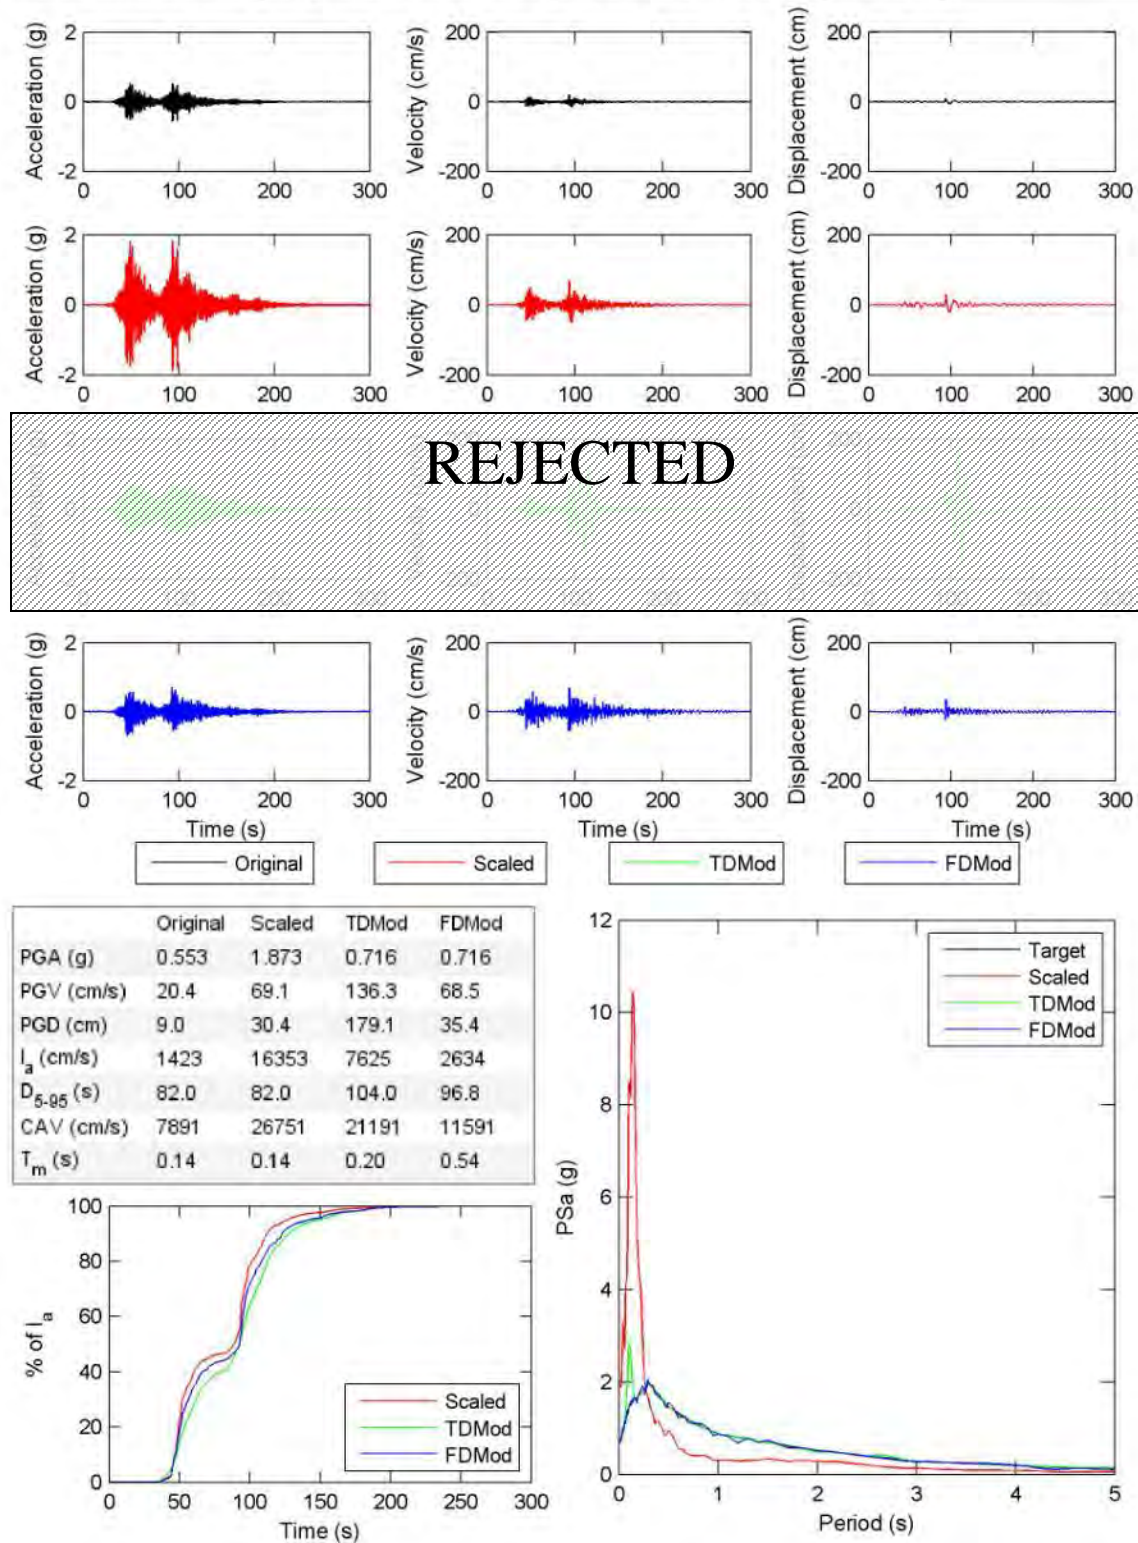 Acceleration (g)
2
0
-2
0 100 200 300
Velocity (cm/s)
200
0
-200
0 100 200 300
Displacement (cm)
200
0
-200
0 100 200 300
Acceleration (g)
2
0
-2
0 100 200 300
Velocity (cm/s)
200
0
-200
0 100 200 300
Displacement (cm)
200
0
-200
0 100 200 300
REJECTED
Acceleration (g)
2
0
-2
0 100 200 300
Time (s)
Velocity (cm/s)
200
0
-200
0 100 200 300
Time (s)
Displacement (cm)
200
0
-200
0 100 200 300
Time (s)
Original Scaled TDMod FDMod
Original Scaled TDMod FDMod
PGA (g) 0.553 1.873 0.716 0.716
PGV (cm/s) 20.4 69.1 136.3 68.5
PGD (cm) 9.0 30.4 179.1 35.4
Ia (cm/s) 1423 16353 7625 2634
D5-95 (s) 82.0 82.0 104.0 96.8
CAV (cm/s) 7891 26751 21191 11591
Tm (s) 0.14 0.14 0.20 0.54
% of Ia
100
80
60
40
20
0
0 50 100 150 200 250 300
Time (s)
Scaled
TDMod
FDMod
PSa (g)
12
10
8
6
4
2
0
0 1 2 3 4 5
Period (s)
Target
Scaled
TDMod
FDMod